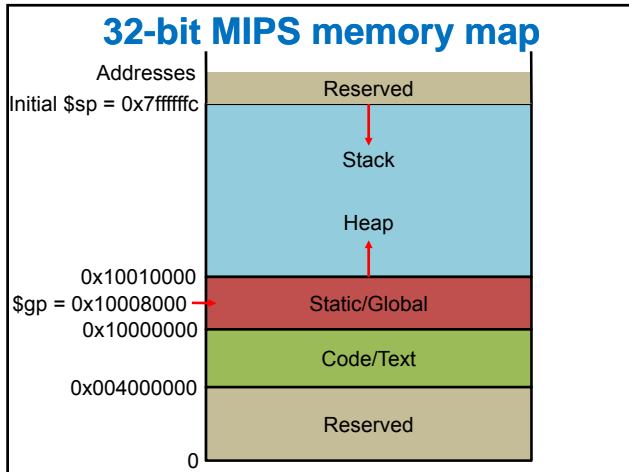 32-bit MIPS memory map
Addresses
Reserved
Initial $sp = 0x7ffffffc
Stack
Heap
0x10010000
$gp = 0x10008000
Static/Global
0x10000000
Code/Text
0x004000000
Reserved
0